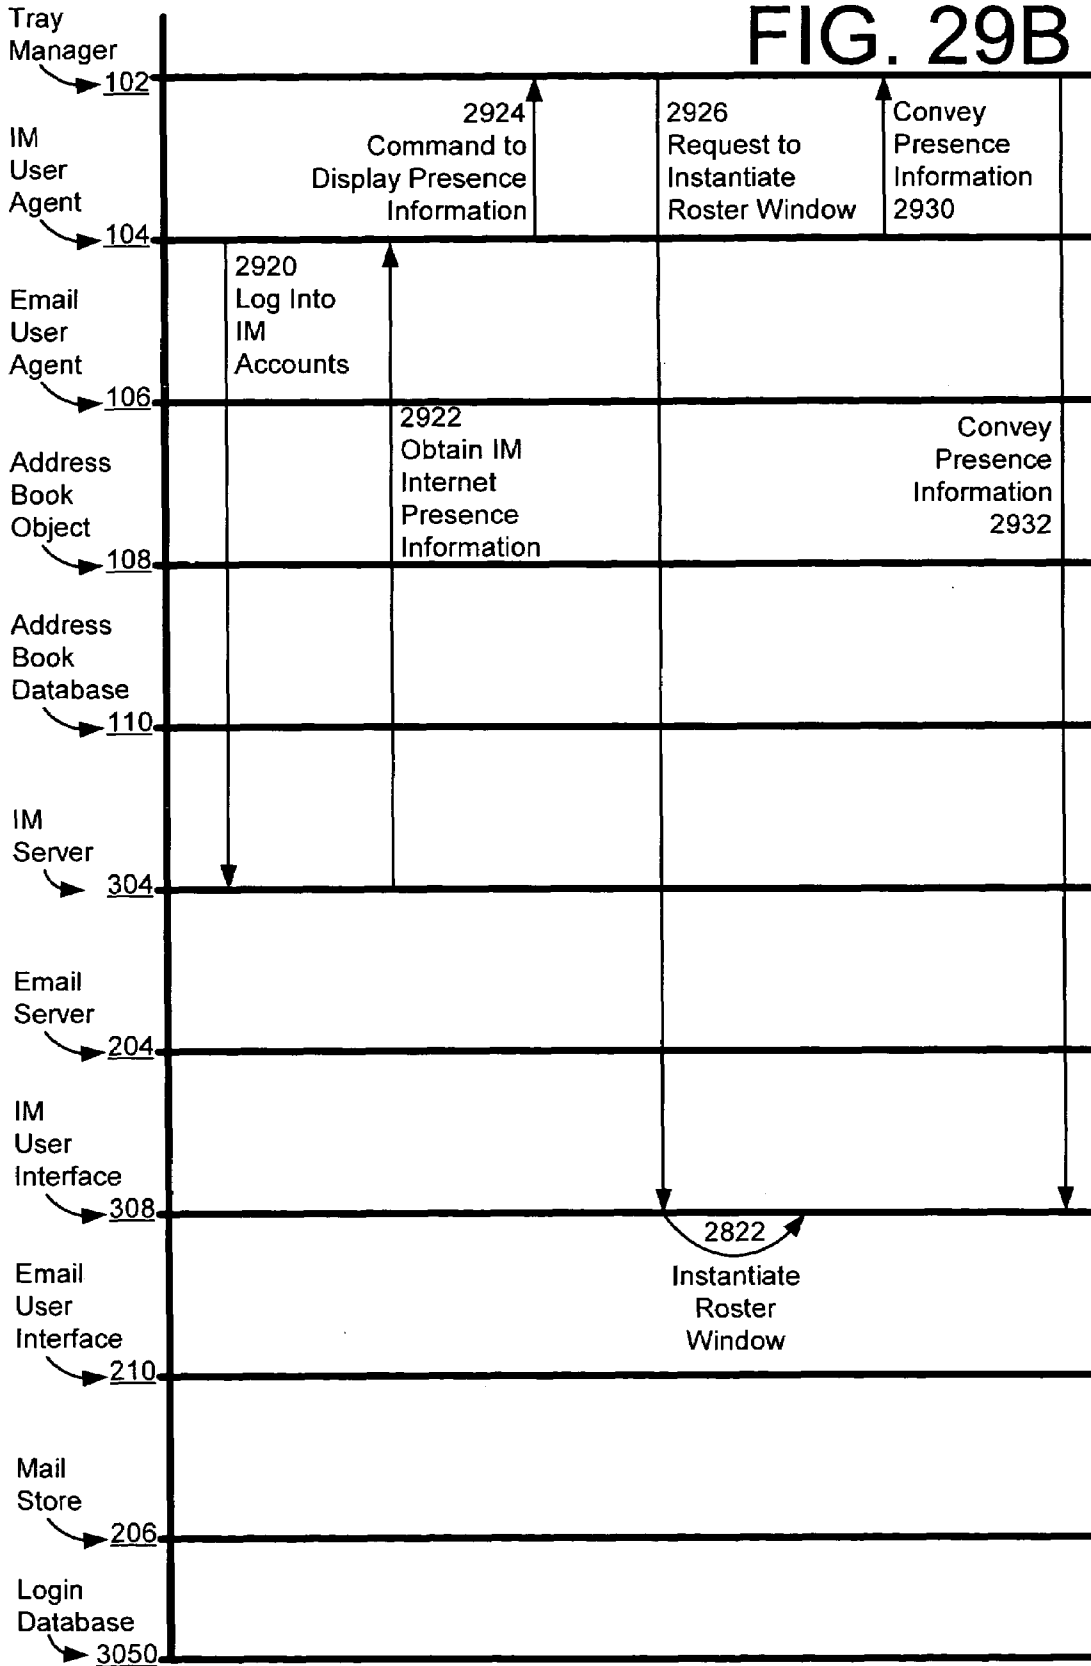 FIG. 29B
Tray
Manager
102
IM
User
Agent
104
Email
User
Agent
106
Address
Book
Object
108
Address
Book
Database
110
IM
Server
304
Email
Server
204
IM
User
Interface
308
Email
User
Interface
210
Mail
Store
206
Login
Database
3050
2920
Log Into
IM
Accounts
2922
Obtain IM
Internet
Presence
Information
2924
Command to
Display Presence
Information
2926
Request to
Instantiate
Roster Window
2822
Instantiate
Roster
Window
Convey
Presence
Information
2930
Convey
Presence
Information
2932